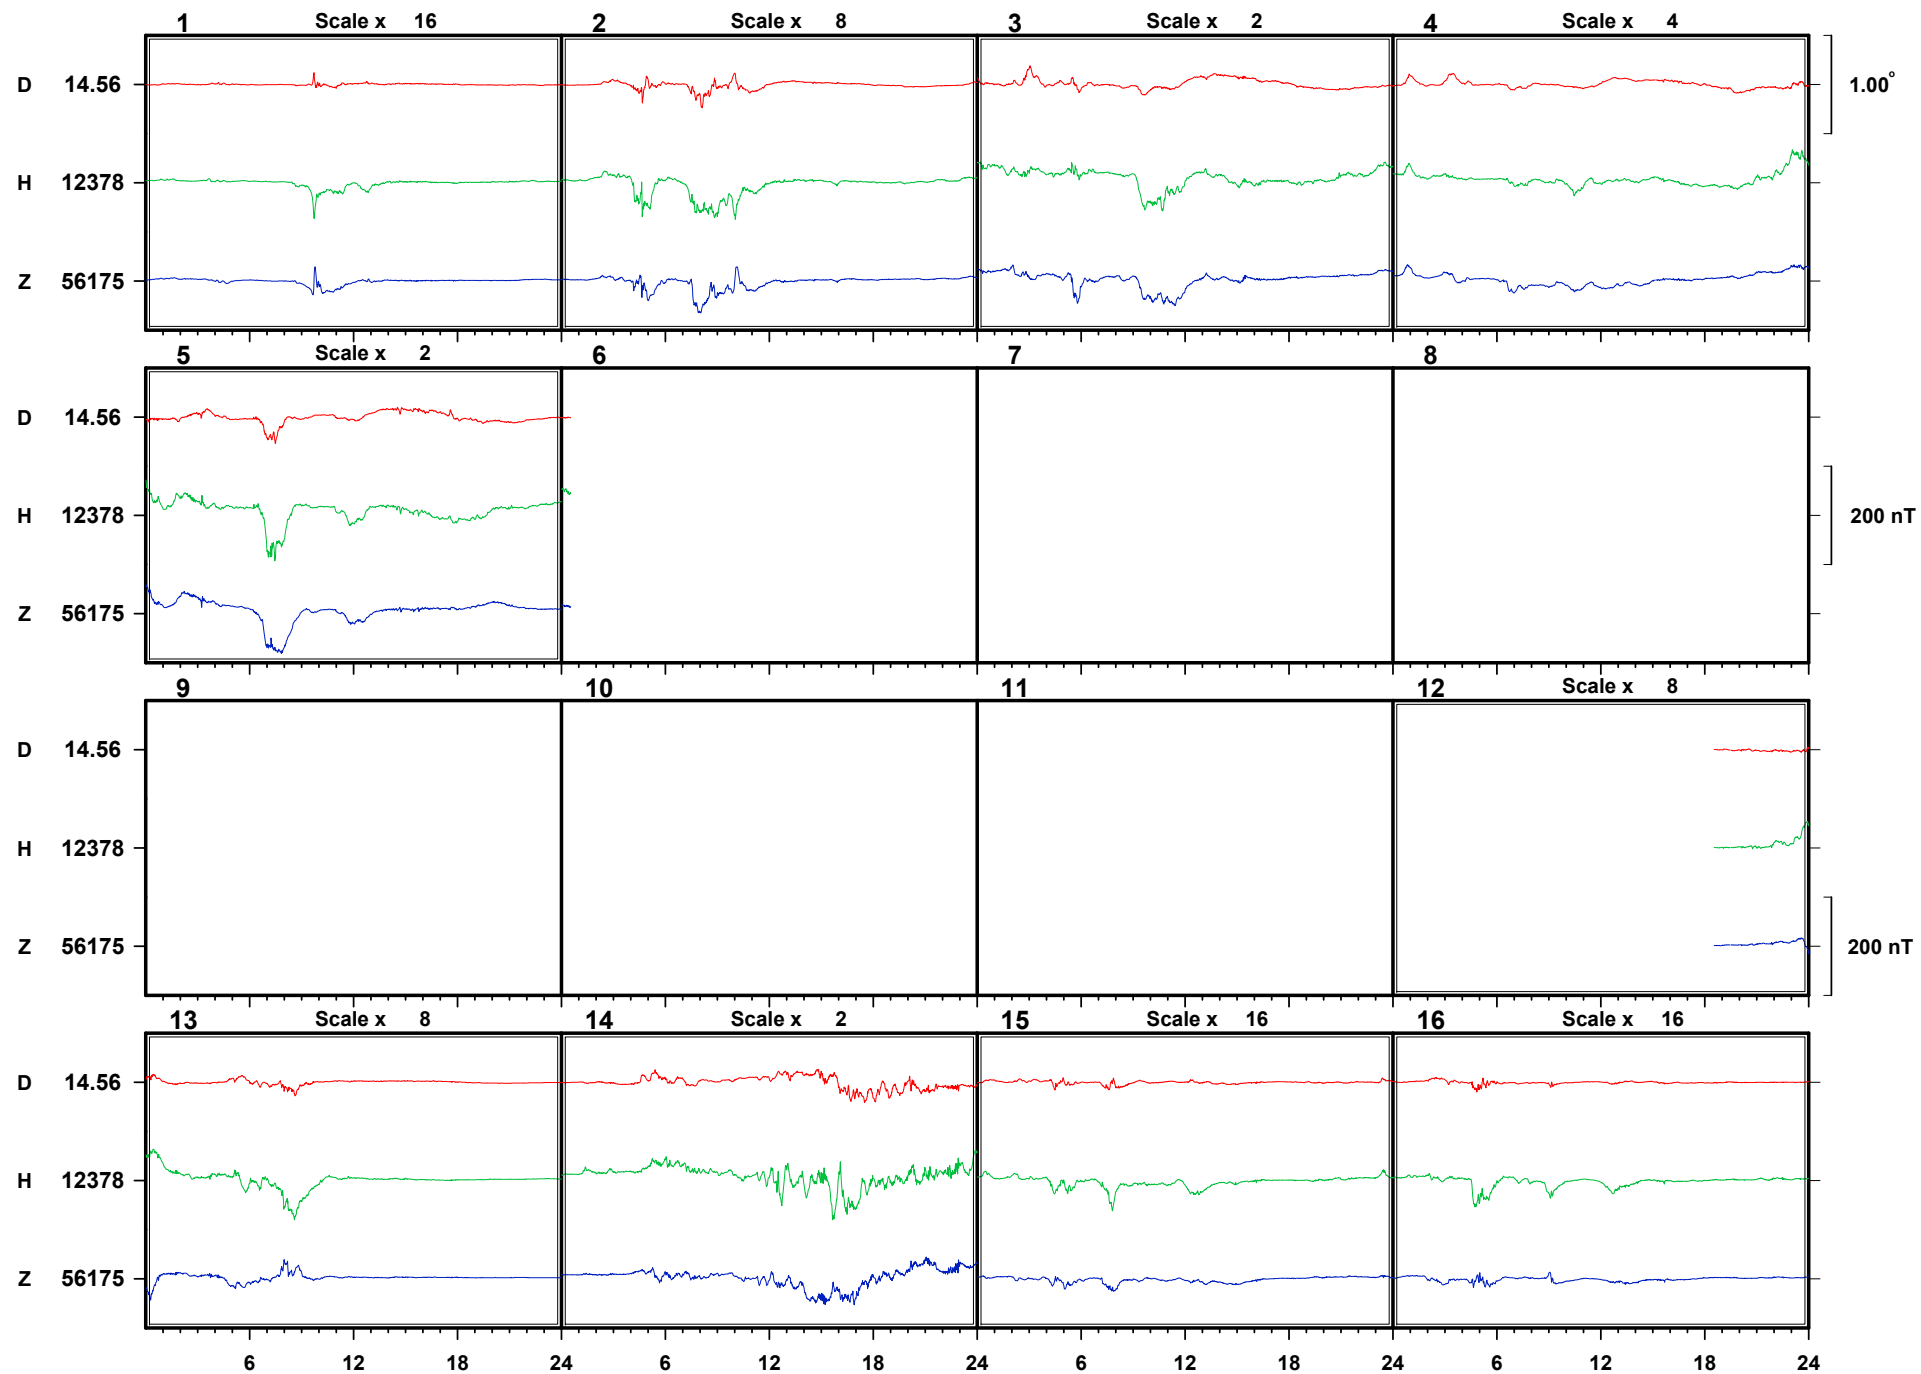 1 Scale x 16 2 Scale x 8 3 Scale x 2 4 Scale x 4
D 14.56 1.00°
H 12378
Z 56175
5 Scale x 2 6 7 8
D 14.56
H 12378 200 nT
Z 56175
9 10 11 12 Scale x 8
D 14.56
H 12378
Z 56175 200 nT
13 Scale x 8 14 Scale x 2 15 Scale x 16 16 Scale x 16
D 14.56
H 12378
Z 56175
6 12 18 24 6 12 18 24 6 12 18 24 6 12 18 24